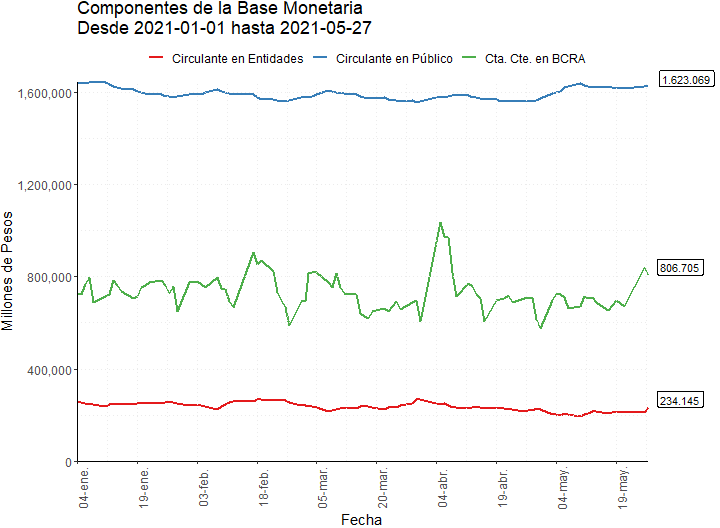 Componentes de la Base Monetaria
Desde 2021-01-01 hasta 2021-05-27
Circulante en Entidades
Circulante en Público
Cta. Cte. en BCRA
Millones de Pesos
1,600,000
1,200,000
800,000
400,000
0
1.623.069
806.705
234.145
04-ene.
19-ene.
03-feb.
18-feb.
05-mar.
20-mar.
04-abr.
19-abr.
04-may.
19-may.
Fecha